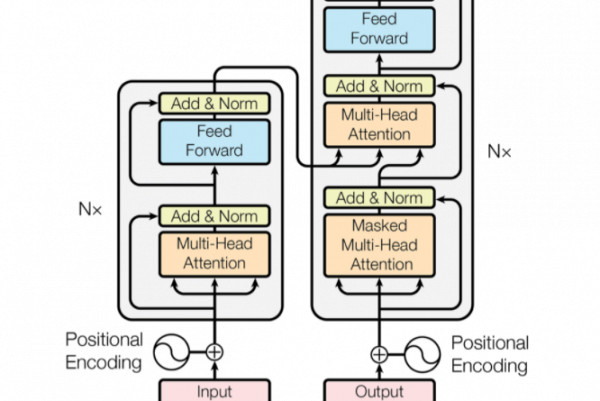 Feed
Forward
Add & Norm
Multi-Head
Attention
Nx
Add & Norm
Masked
Multi-Head
Attention
Add & Norm
Feed
Forward
Nx
Add & Norm
Multi-Head
Attention
Positional
Encoding
Positional
Encoding
Input
Output